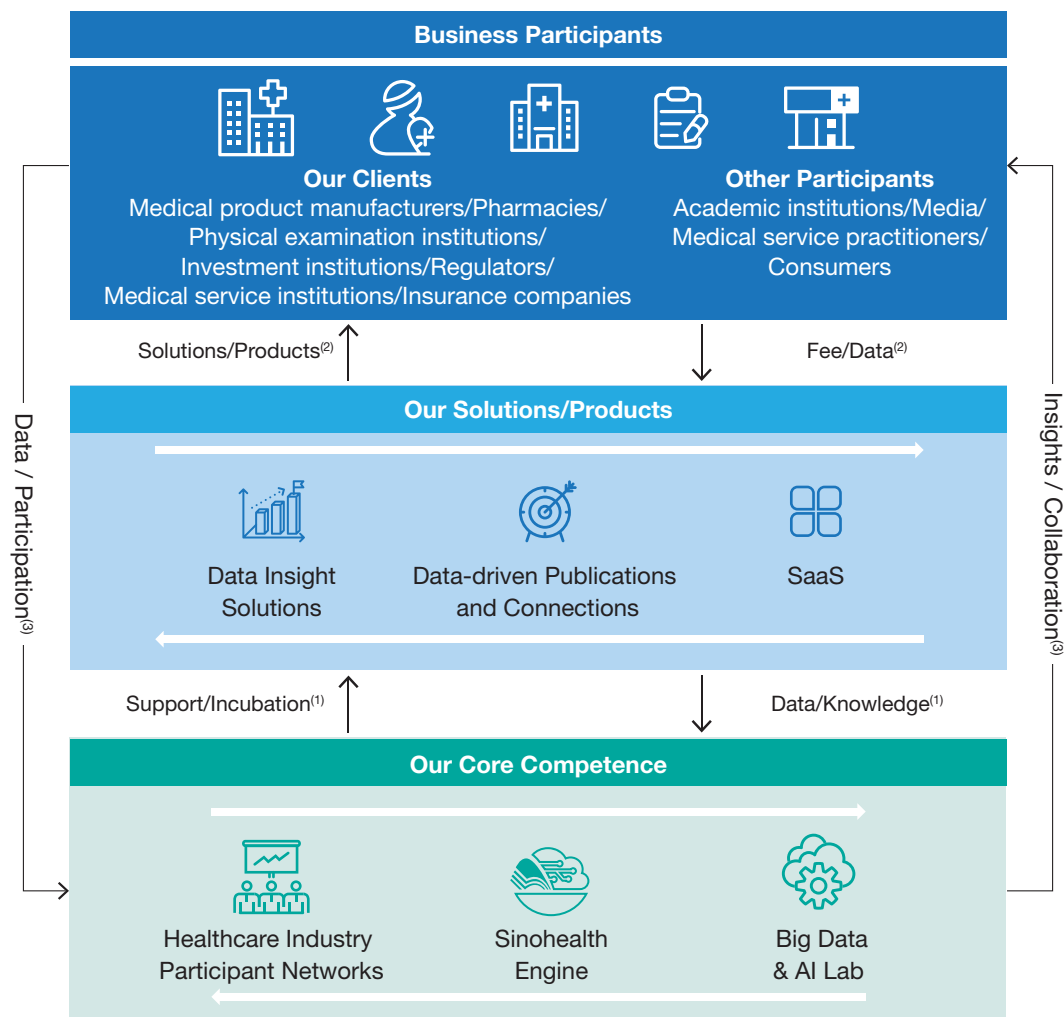 Business Participants
Our Clients
Medical product manufacturers/Pharmacies/
Physical examination institutions/
Investment institutions/Regulators/
Medical service institutions/Insurance companies
Other Participants
Academic institutions/Media/
Medical service practitioners/
Consumers
Solutions/Products(2)
Fee/Data(2)
Data / Participation(3)
Insights / Collaboration(3)
Our Solutions/Products
Data Insight
Solutions
Data-driven Publications
and Connections
SaaS
Support/Incubation(1)
Data/Knowledge(1)
Our Core Competence
Healthcare Industry
Participant Networks
Sinohealth
Engine
Big Data
& AI Lab